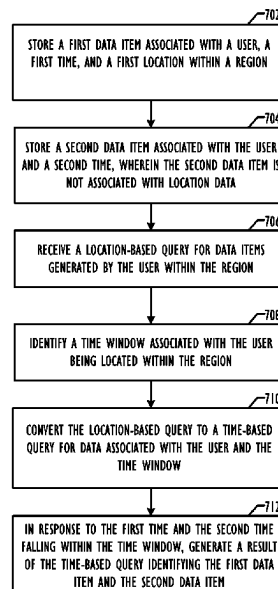 702
STORE A FIRST DATA ITEM ASSOCIATED WITH A USER, A
FIRST TIME, AND A FIRST LOCATION WITHIN A REGION
704
STORE A SECOND DATA ITEM ASSOCIATED WITH THE USER
AND A SECOND TIME, WHEREIN THE SECOND DATA ITEM IS
NOT ASSOCIATED WITH LOCATION DATA
706
RECEIVE A LOCATION-BASED QUERY FOR DATA ITEMS
GENERATED BY THE USER WITHIN THE REGION
708
IDENTIFY A TIME WINDOW ASSOCIATED WITH THE USER
BEING LOCATED WITHIN THE REGION
710
CONVERT THE LOCATION-BASED QUERY TO A TIME-BASED
QUERY FOR DATA ASSOCIATED WITH THE USER AND THE
TIME WINDOW
712
IN RESPONSE TO THE FIRST TIME AND THE SECOND TIME
FALLING WITHIN THE TIME WINDOW, GENERATE A RESULT
OF THE TIME-BASED QUERY IDENTIFYING THE FIRST DATA
ITEM AND THE SECOND DATA ITEM